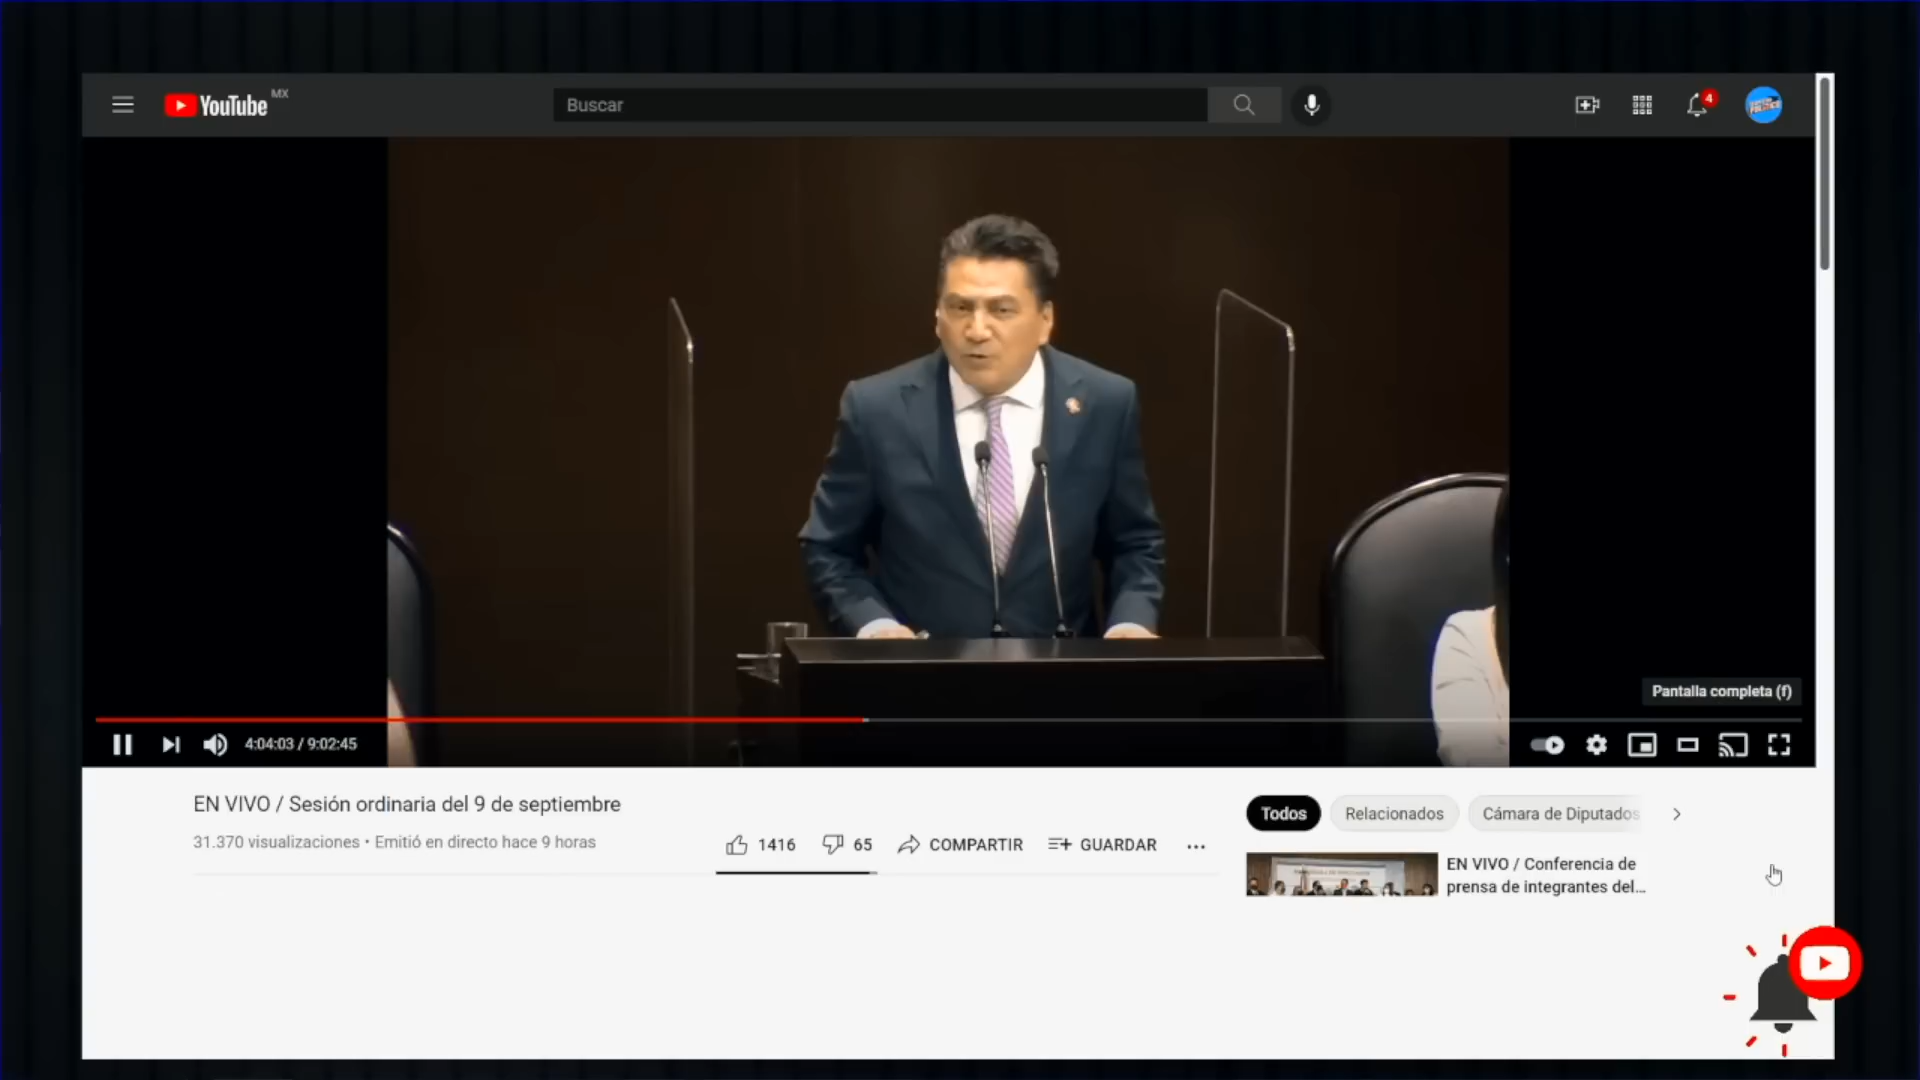 YouTube MX
Buscar
4
POLÍTICO
Pantalla completa (f)
4:04:03 / 9:02:45
EN VIVO / Sesión ordinaria del 9 de septiembre
31.370 visualizaciones • Emitió en directo hace 9 horas
1416
65
COMPARTIR
GUARDAR
Todos
Relacionados
Cámara de Diputados
EN VIVO / Conferencia de
prensa de integrantes del...